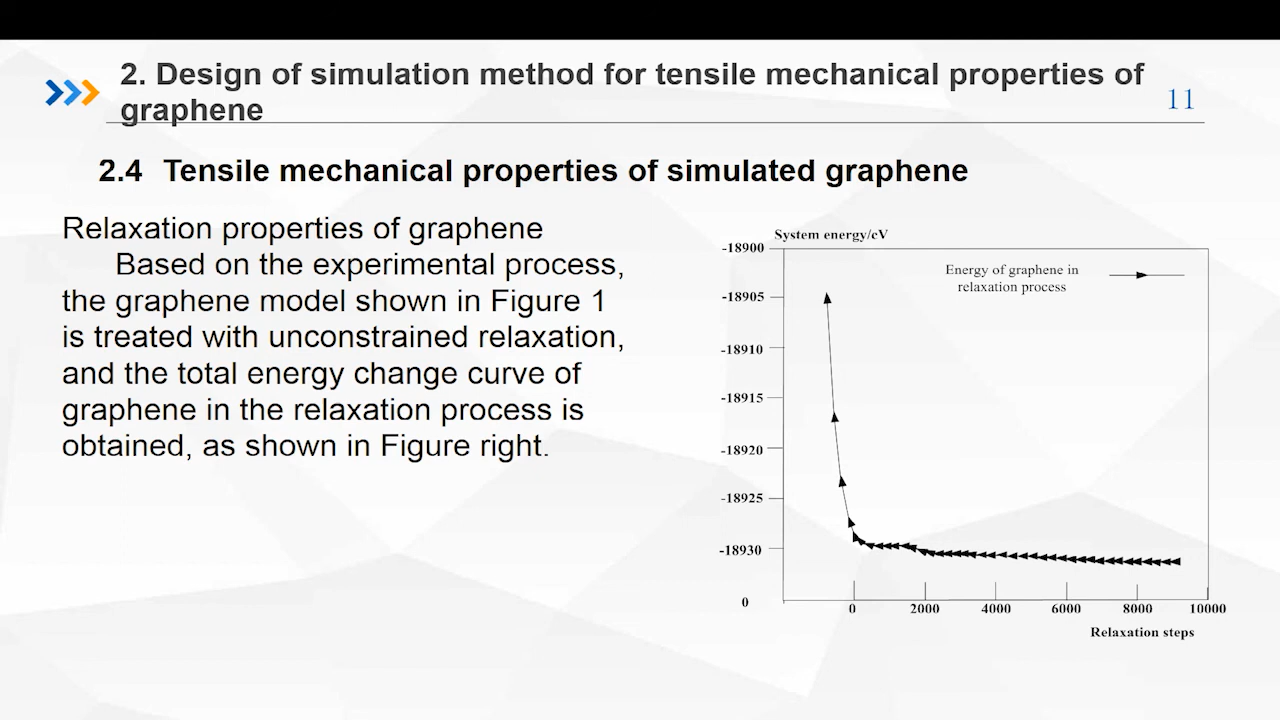 2. Design of simulation method for tensile mechanical properties of
graphene
11
2.4 Tensile mechanical properties of simulated graphene
Relaxation properties of graphene
Based on the experimental process,
the graphene model shown in Figure 1
is treated with unconstrained relaxation,
and the total energy change curve of
graphene in the relaxation process is
obtained, as shown in Figure right.
System energy/eV
-18900
Energy of graphene in
relaxation process
-18905
-18910
-18915
-18920
-18925
-18930
0
0 2000 4000 6000 8000 10000
Relaxation steps